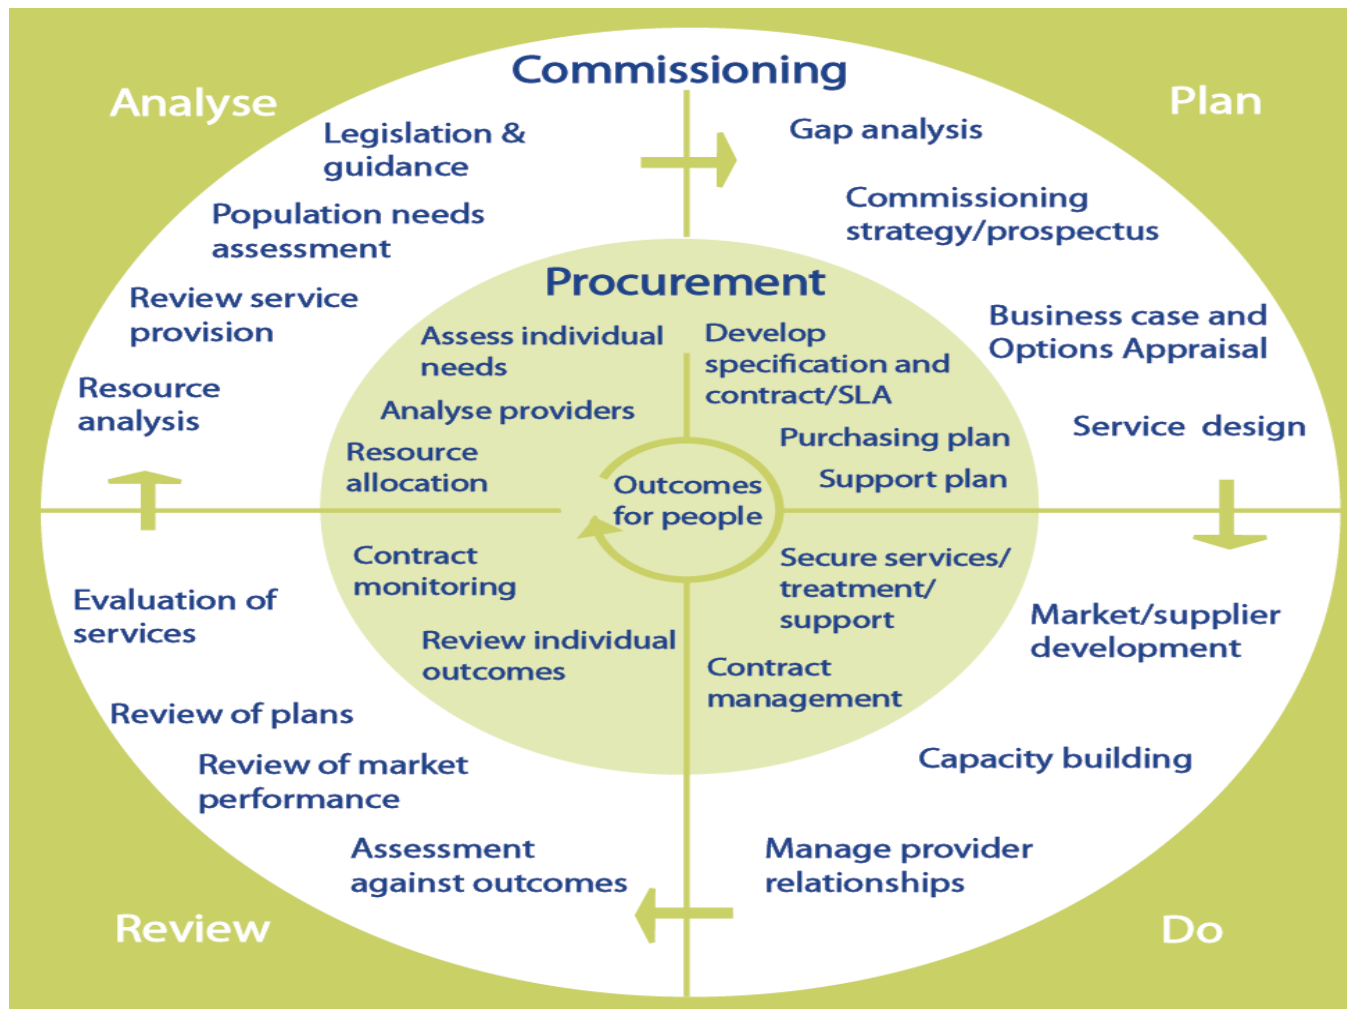 Commissioning
Analyse
Legislation &
guidance
Population needs
assessment
Review service
provision
Resource
analysis
Plan
Gap analysis
Commissioning
strategy/prospectus
Business case and
Options Appraisal
Service design
Procurement
Assess individual
needs
Analyse providers
Resource
allocation
Develop
specification and
contract/SLA
Purchasing plan
Support plan
Outcomes
for people
Contract
monitoring
Review individual
outcomes
Secure services/
treatment/
support
Contract
management
Evaluation of
services
Review of plans
Review of market
performance
Assessment
against outcomes
Review
Market/supplier
development
Capacity building
Manage provider
relationships
Do